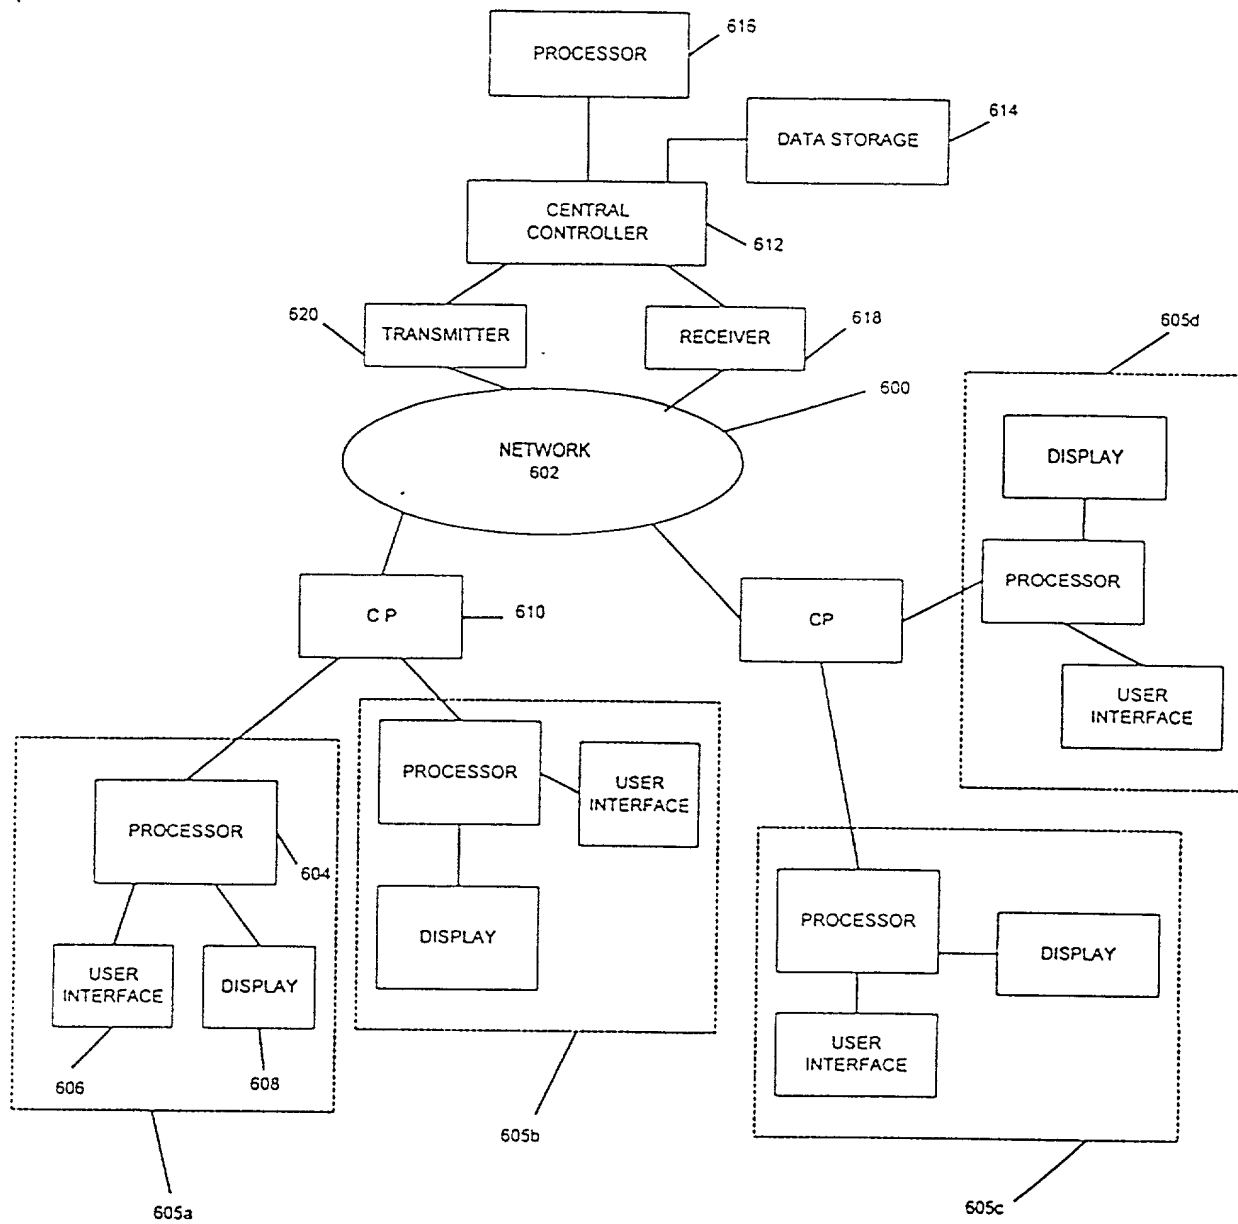 616
PROCESSOR
614
DATA STORAGE
CENTRAL
CONTROLLER
612
620
TRANSMITTER
RECEIVER
618
605d
600
NETWORK
602
DISPLAY
PROCESSOR
USER
INTERFACE
C P
610
CP
PROCESSOR
USER
INTERFACE
DISPLAY
605b
PROCESSOR
604
USER
INTERFACE
DISPLAY
606
608
605a
PROCESSOR
DISPLAY
USER
INTERFACE
605c